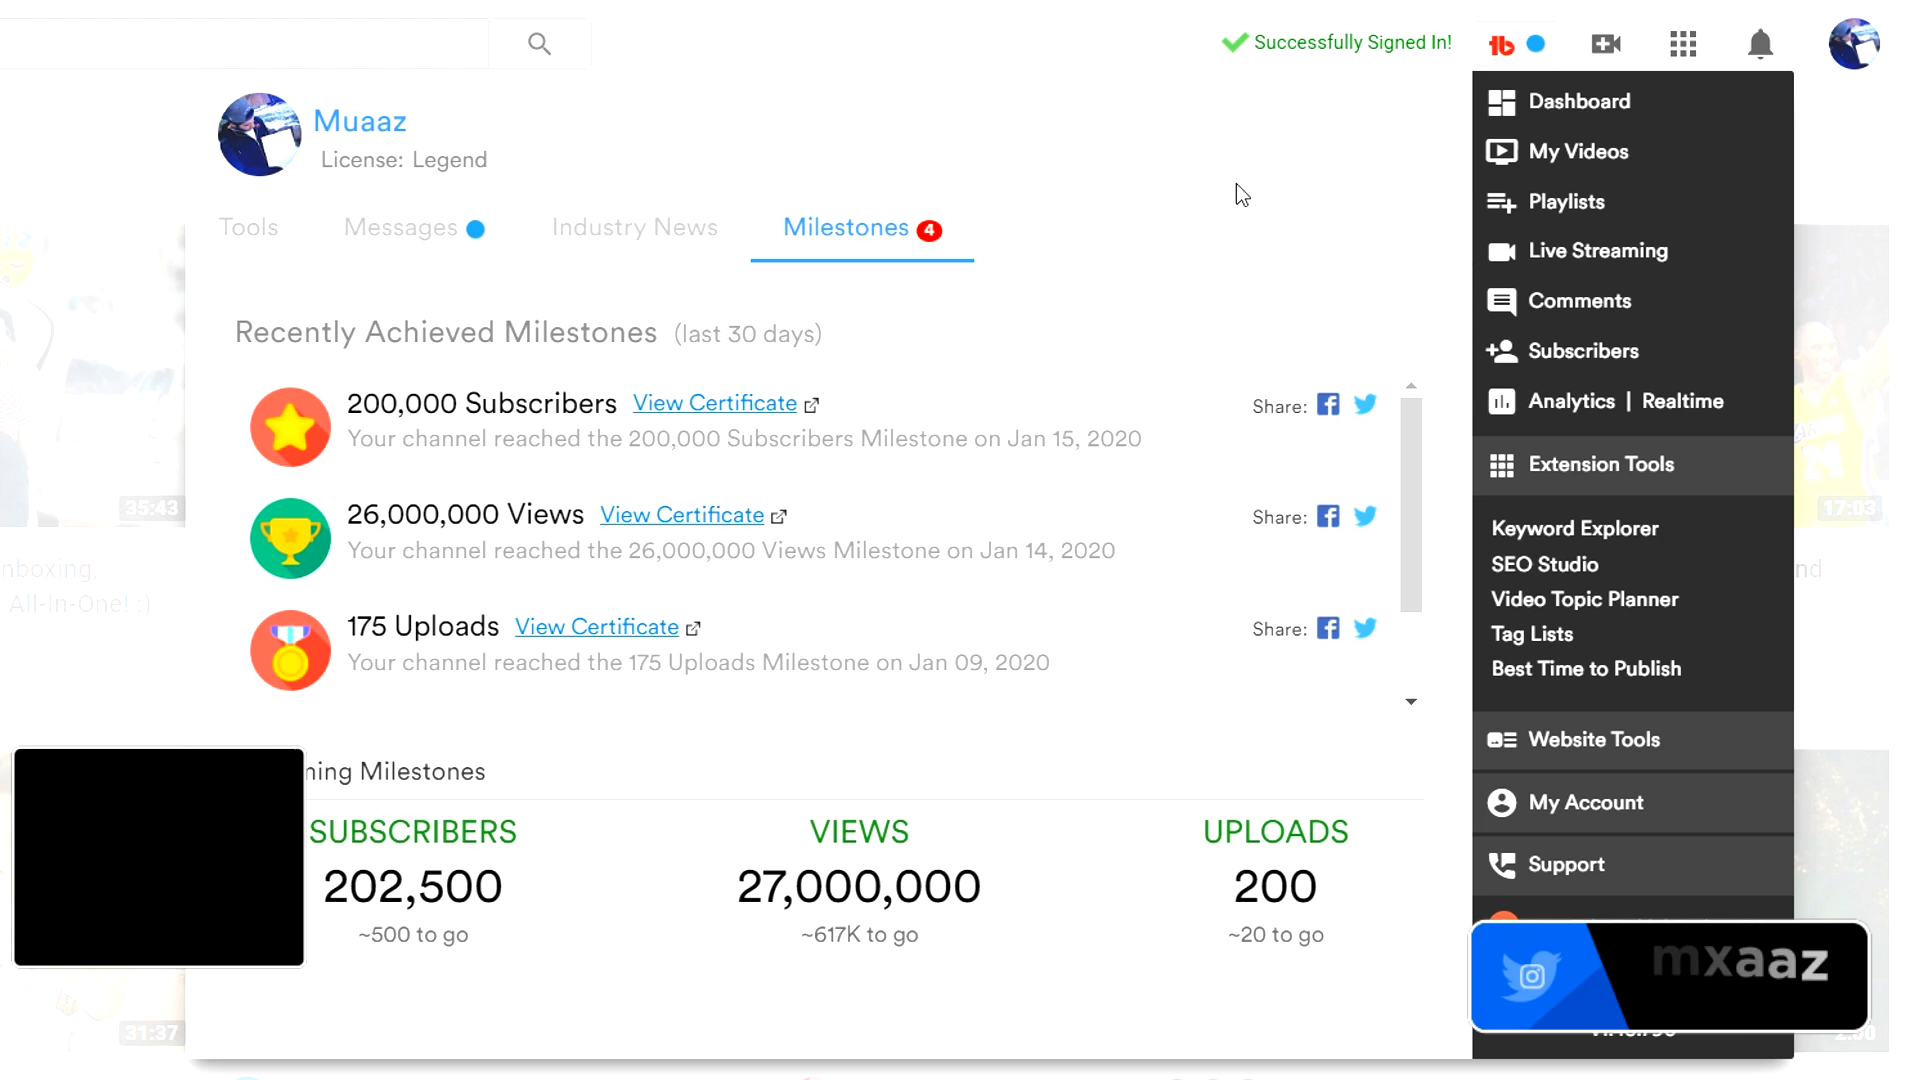 Successfully Signed In!
Muaaz
License: Legend
Tools
Messages
Industry News
Milestones 4
Recently Achieved Milestones (last 30 days)
200,000 Subscribers View Certificate
Share:
Your channel reached the 200,000 Subscribers Milestone on Jan 15, 2020
26,000,000 Views View Certificate
Share:
Your channel reached the 26,000,000 Views Milestone on Jan 14, 2020
175 Uploads View Certificate
Share:
Your channel reached the 175 Uploads Milestone on Jan 09, 2020
Milestones
SUBSCRIBERS
202,500
~500 to go
VIEWS
27,000,000
~617K to go
UPLOADS
200
~20 to go
tb
Dashboard
My Videos
Playlists
Live Streaming
Comments
Subscribers
Analytics | Realtime
Extension Tools
Keyword Explorer
SEO Studio
Video Topic Planner
Tag Lists
Best Time to Publish
Website Tools
My Account
Support
mxaaz
35:43
All-In-One! :)
31:37
17:03